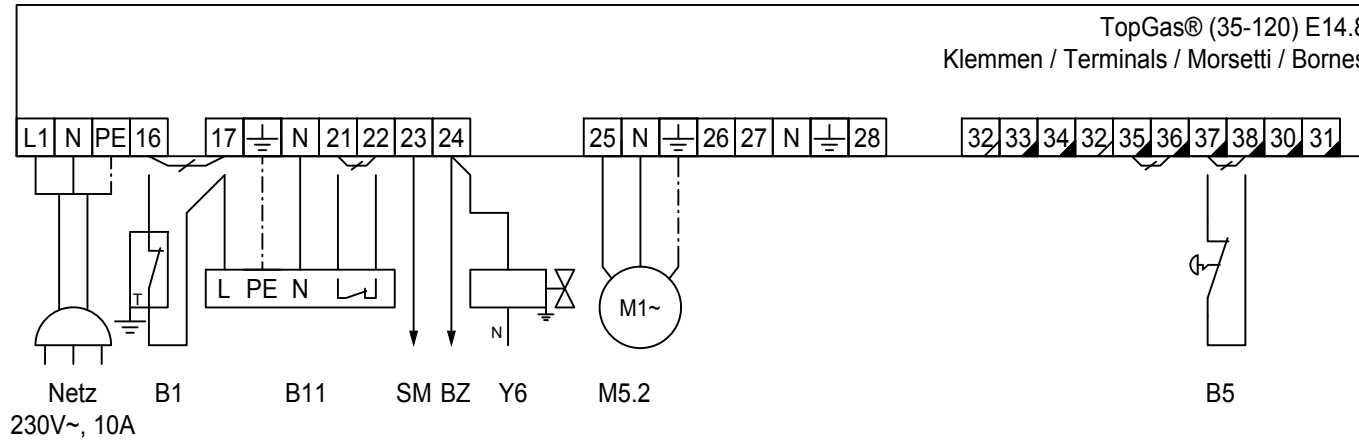 TopGas® (35-120) E14.8
Klemmen / Terminals / Morsetti / Bornes
L1 N PE 16 17 N 21 22 23 24 25 N 26 27 N 28 32 33 34 32 35 36 37 38 30 31
L PE N
T
N
M1~
Netz B1 B11 SM BZ Y6 M5.2 B5
230V~, 10A